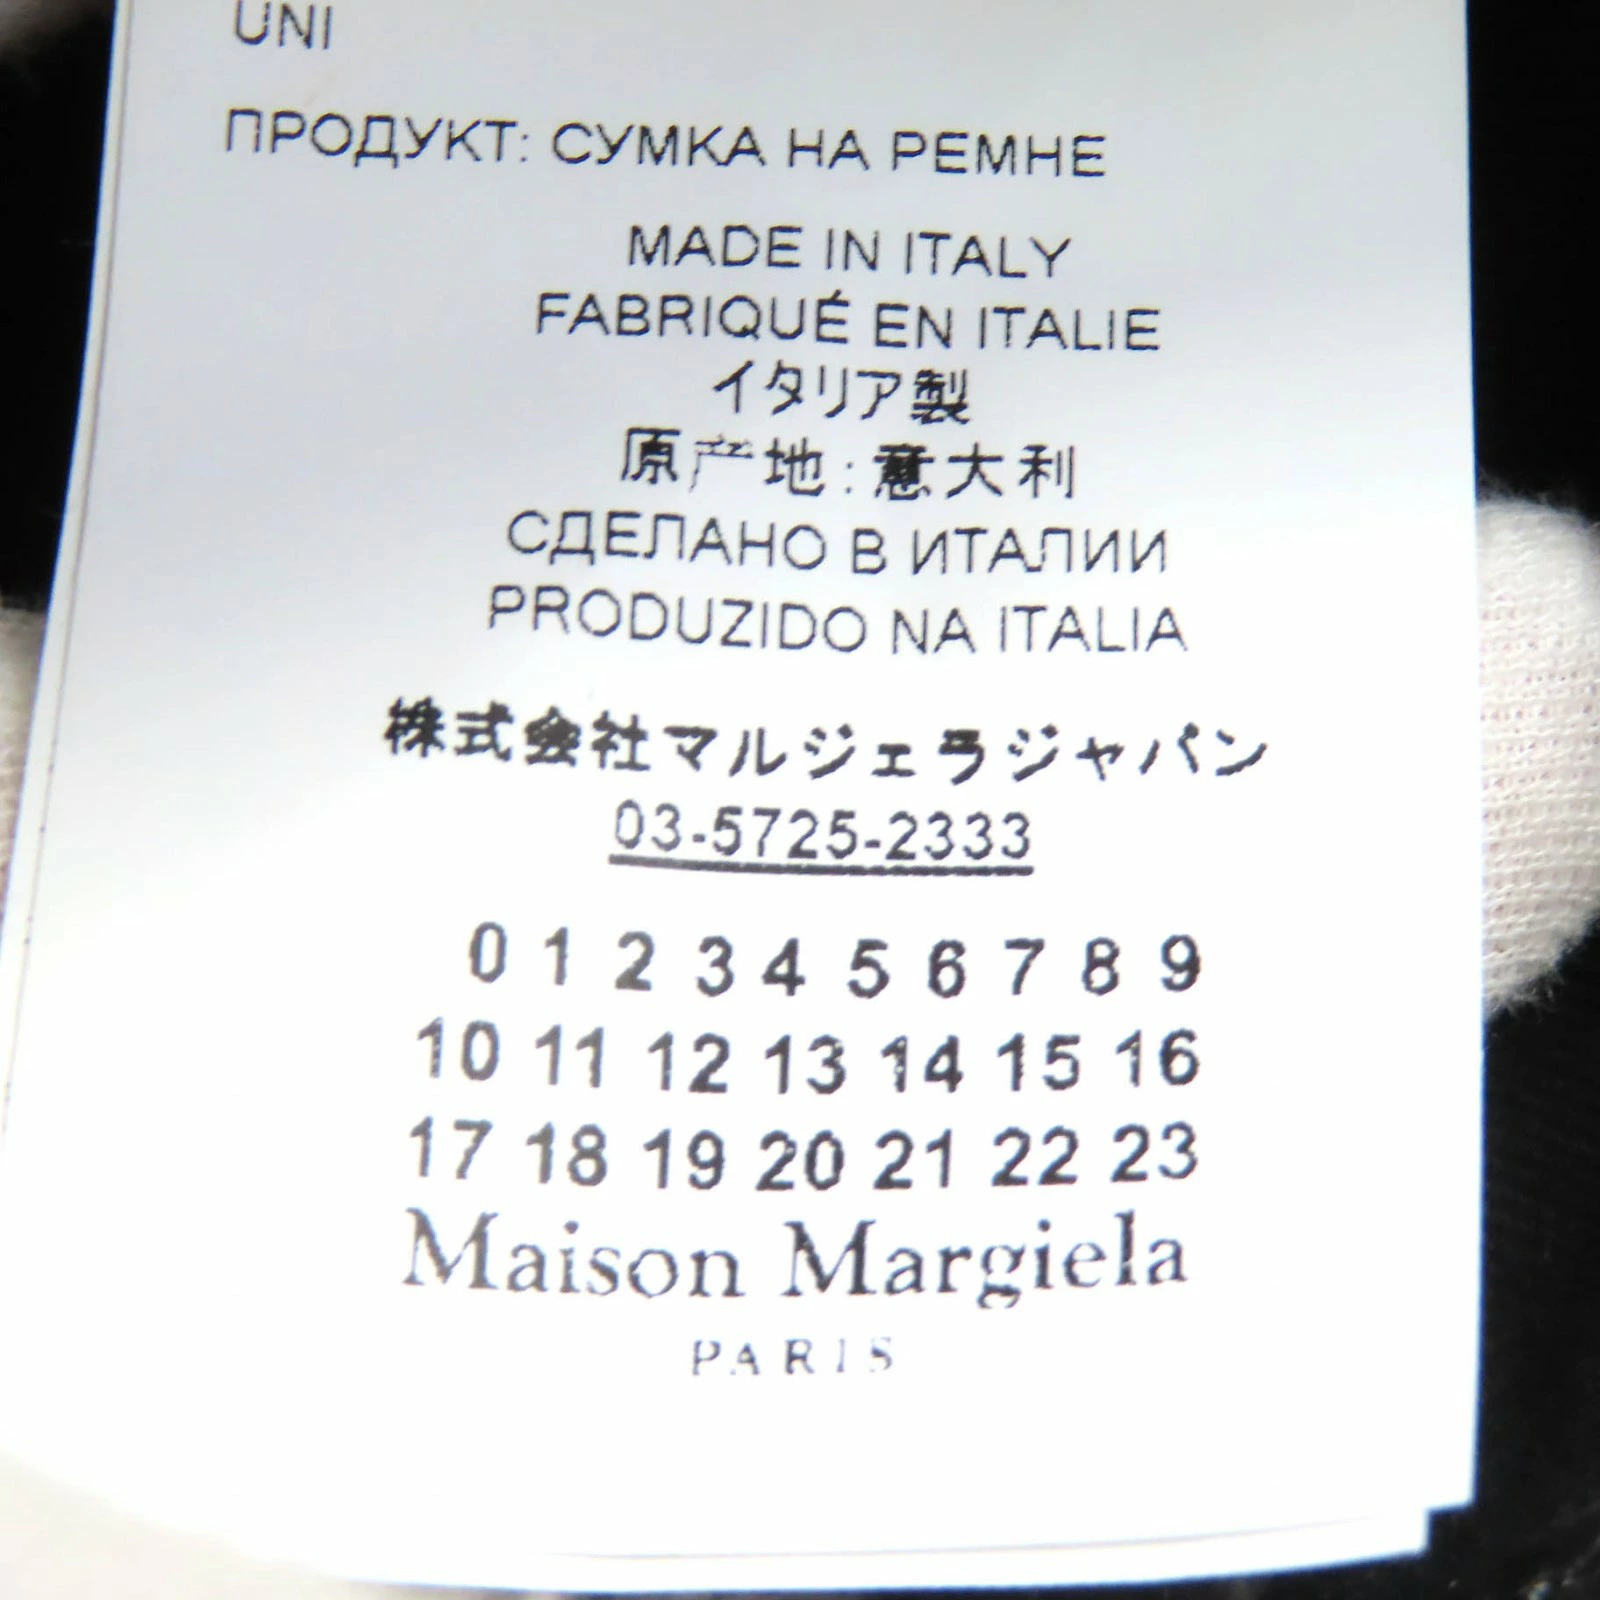 UNI
ПРОДУКТ: СУМКА НА РЕМНЕ
MADE IN ITALY
FABRIQUÉ EN ITALIE
イタリア製
原产地:意大利
СДЕЛАНО В ИТАЛИИ
PRODUZIDO NA ITALIA
株式会社マルジェラジャパン
03-5725-2333
0 1 2 3 4 5 6 7 8 9
10 11 12 13 14 15 16
17 18 19 20 21 22 23
Maison Margiela
PARIS